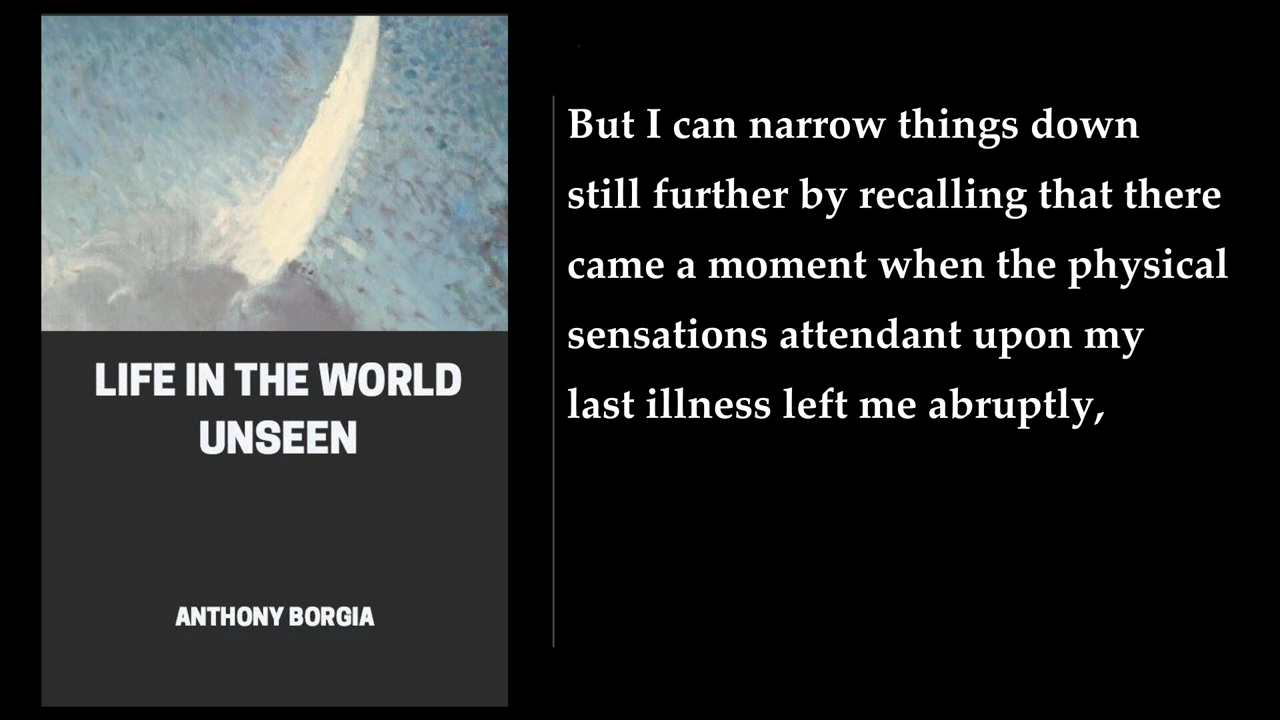 LIFE IN THE WORLD
UNSEEN
ANTHONY BORGIA
But I can narrow things down
still further by recalling that there
came a moment when the physical
sensations attendant upon my
last illness left me abruptly,